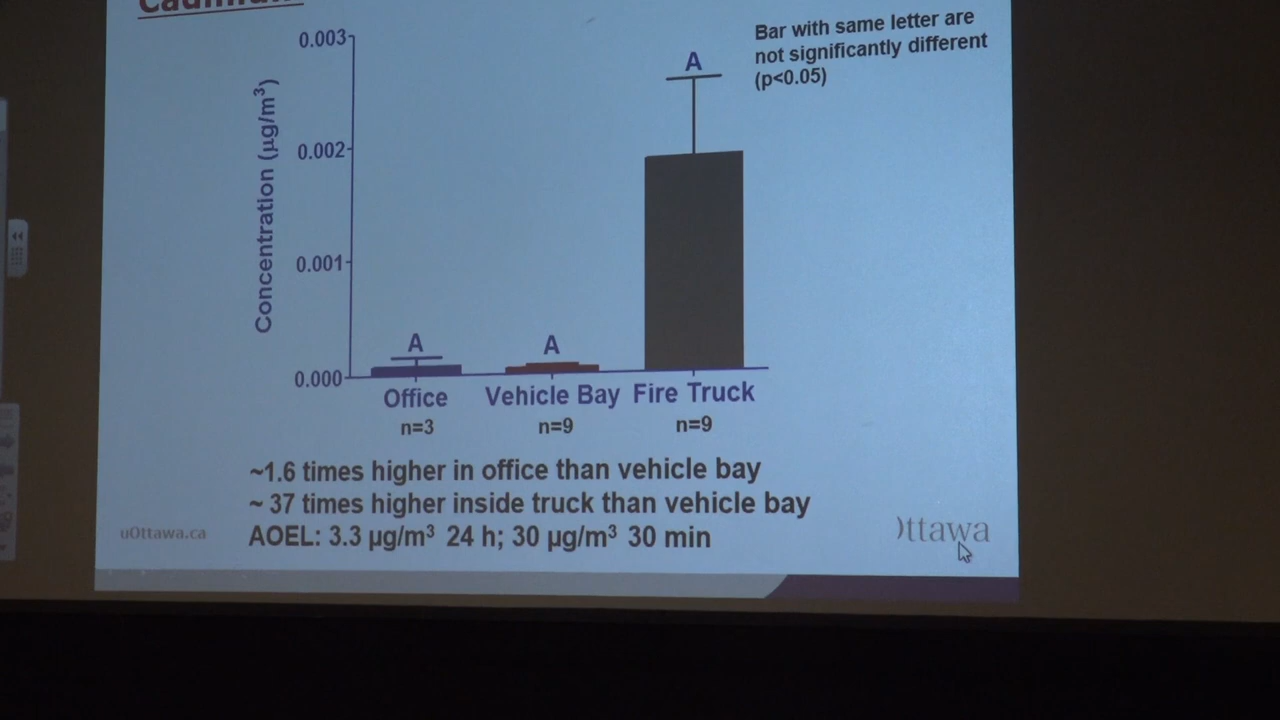 0.003
Bar with same letter are
not significantly different
(p<0.05)
A
Concentration (µg/m³)
0.002
0.001
A
A
0.000
Office
Vehicle Bay
Fire Truck
n=3
n=9
n=9
~1.6 times higher in office than vehicle bay
~ 37 times higher inside truck than vehicle bay
AOEL: 3.3 µg/m³ 24 h; 30 µg/m³ 30 min
uOttawa.ca
ttawa